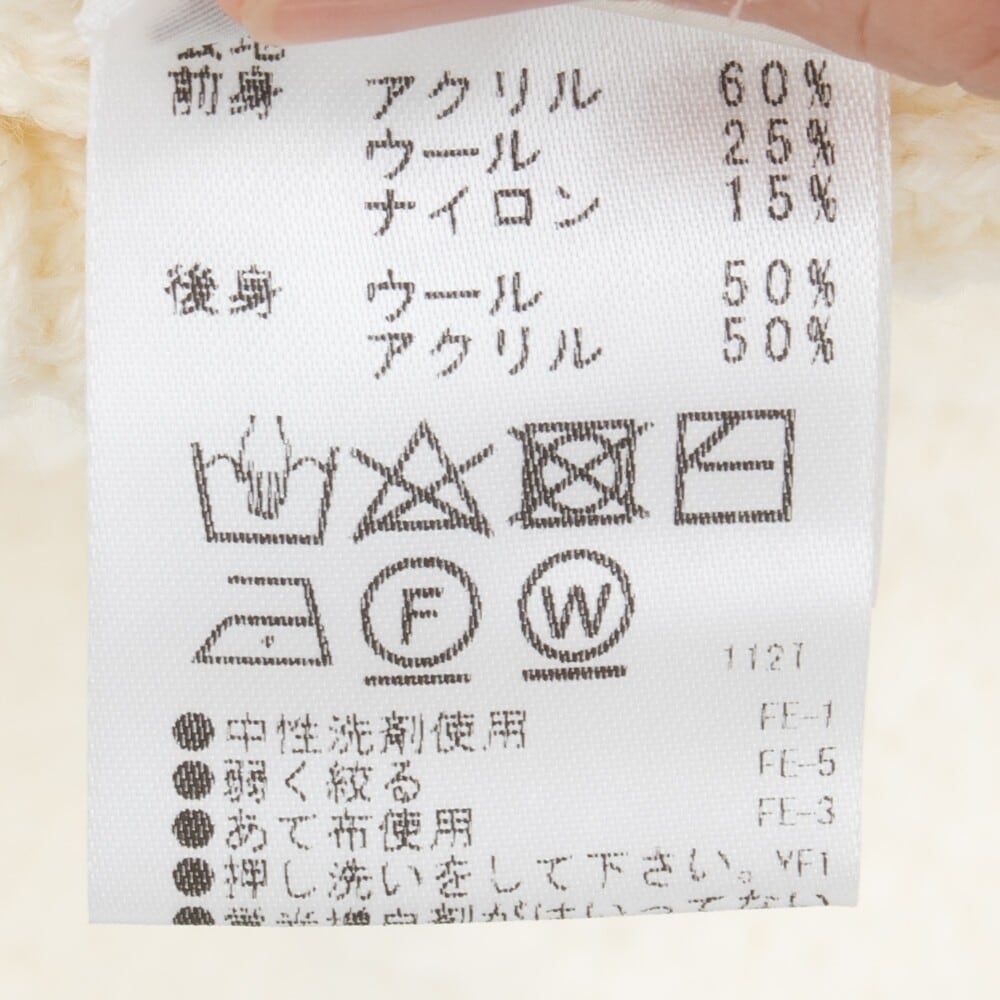 前身 アクリル 60%
ウール 25%
ナイロン 15%
後身 ウール 50%
アクリル 50%
F W
1127
●中性洗剤使用 FE-1
●弱く絞る FE-5
●あて布使用 FE-3
●押し洗いをして下さい。 YF1